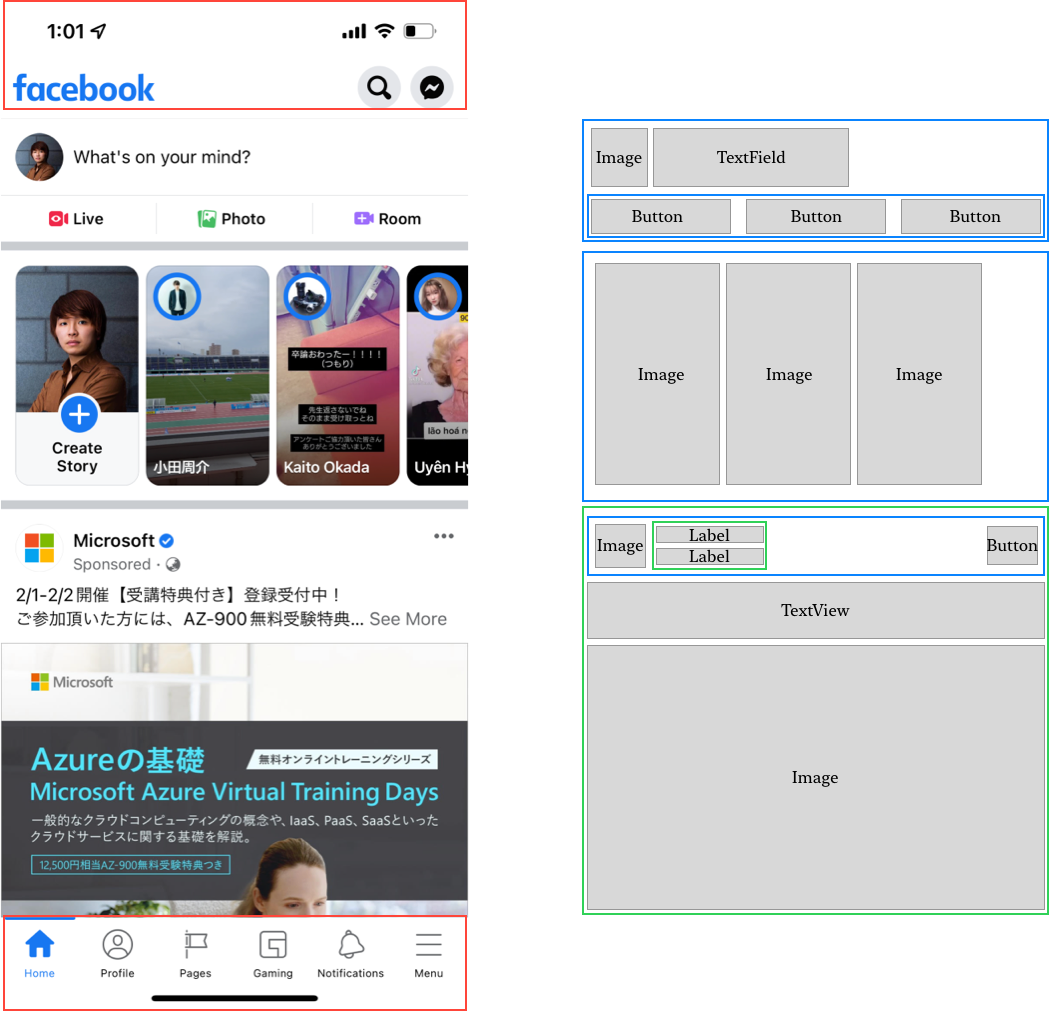 1:01
facebook
What's on your mind?
Live
Photo
Room
90
卒論おわったー！！！！
（つもり）
先生返さないでね
そのまま受け取っとね
アンケートご協力頂いた皆さん
ありがとうございました
lão hoá n
Create
Story
小田周介
Kaito Okada
Uyên Hy
Microsoft
Sponsored ·
2/1-2/2開催【受講特典付き】登録受付中！
ご参加頂いた方には、AZ-900無料受験特典... See More
Microsoft
Azureの基礎
無料オンライントレーニングシリーズ
Microsoft Azure Virtual Training Days
一般的なクラウドコンピューティングの概念や、IaaS、PaaS、SaaSといった
クラウドサービスに関する基礎を解説。
12,500円相当AZ-900無料受験特典つき
Home
Profile
Pages
Gaming
Notifications
Menu
Image
TextField
Button
Button
Button
Image
Image
Image
Image
Label
Label
Button
TextView
Image